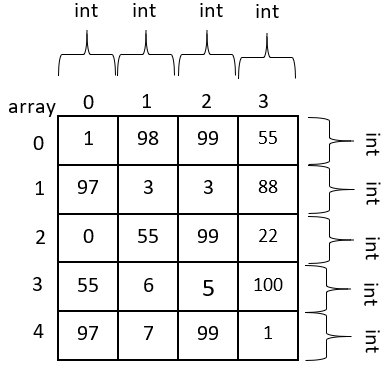 int int int int
array 0 1 2 3
0 1 98 99 55 int
1 97 3 3 88 int
2 0 55 99 22 int
3 55 6 5 100 int
4 97 7 99 1 int